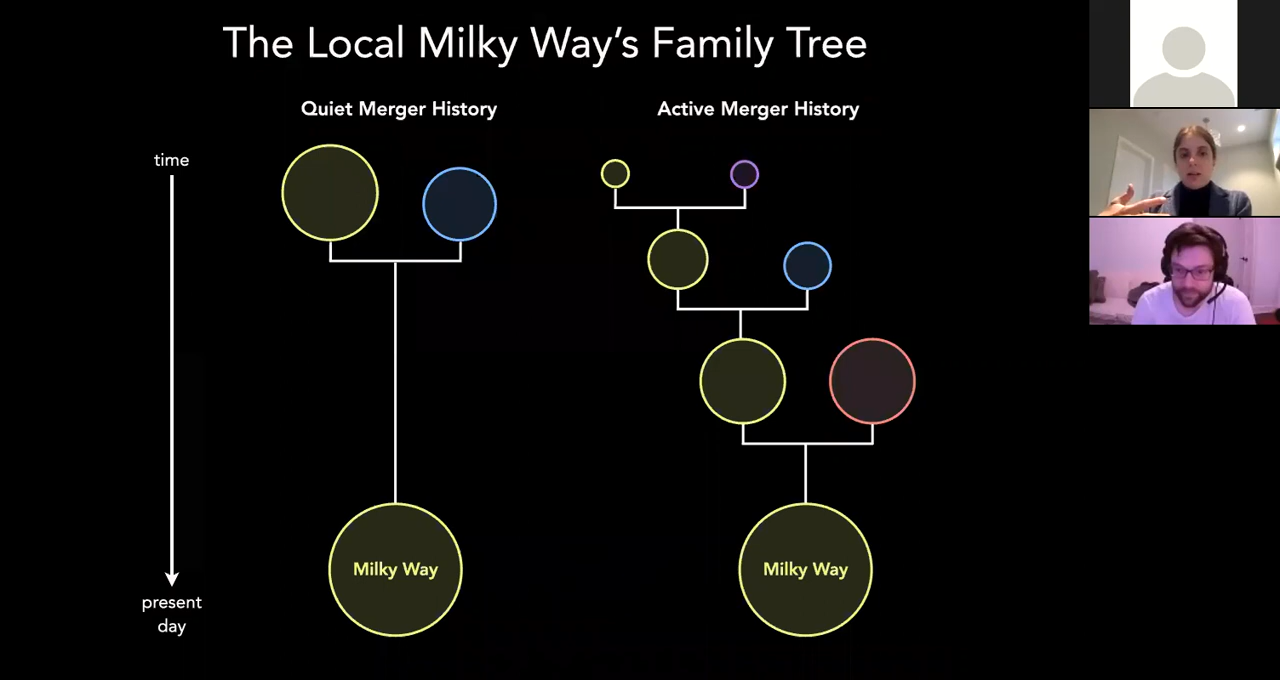 The Local Milky Way's Family Tree
Quiet Merger History
Active Merger History
time
Milky Way
Milky Way
present
day